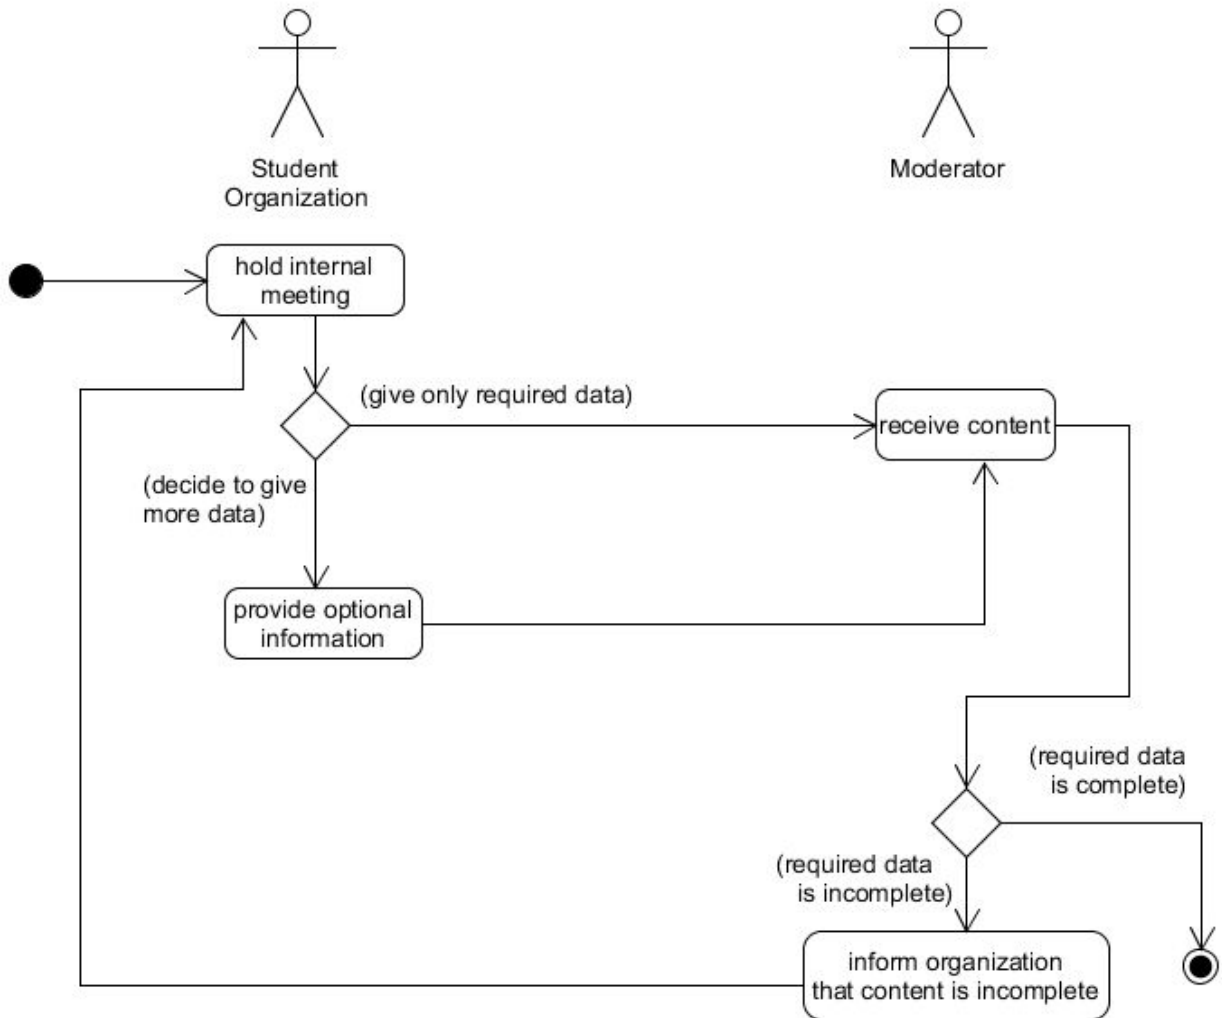 Student
Organization
Moderator
hold internal
meeting
(give only required data)
receive content
(decide to give
more data)
provide optional
information
(required data
is complete)
(required data
is incomplete)
inform organization
that content is incomplete